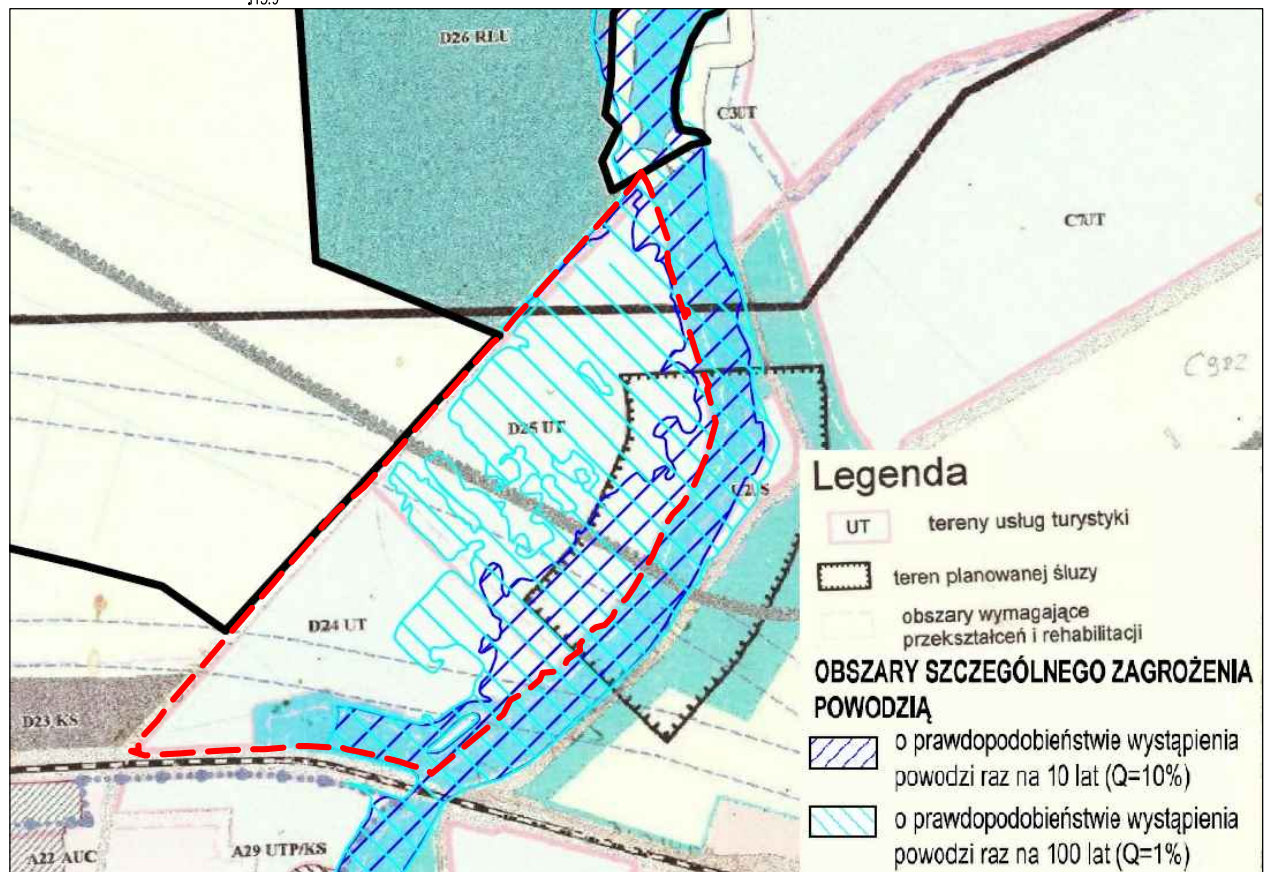 D26 RLU
C3UT
C7UT
C982
D25 UT
D24 UT
D23 KS
A22 AUC
A29 UTP/KS
Legenda
UT tereny usług turystyki
teren planowanej śluzy
obszary wymagające
przekształceń i rehabilitacji
OBSZARY SZCZEGÓLNEGO ZAGROŻENIA
POWODZIĄ
o prawdopodobieństwie wystąpienia
powodzi raz na 10 lat (Q=10%)
o prawdopodobieństwie wystąpienia
powodzi raz na 100 lat (Q=1%)